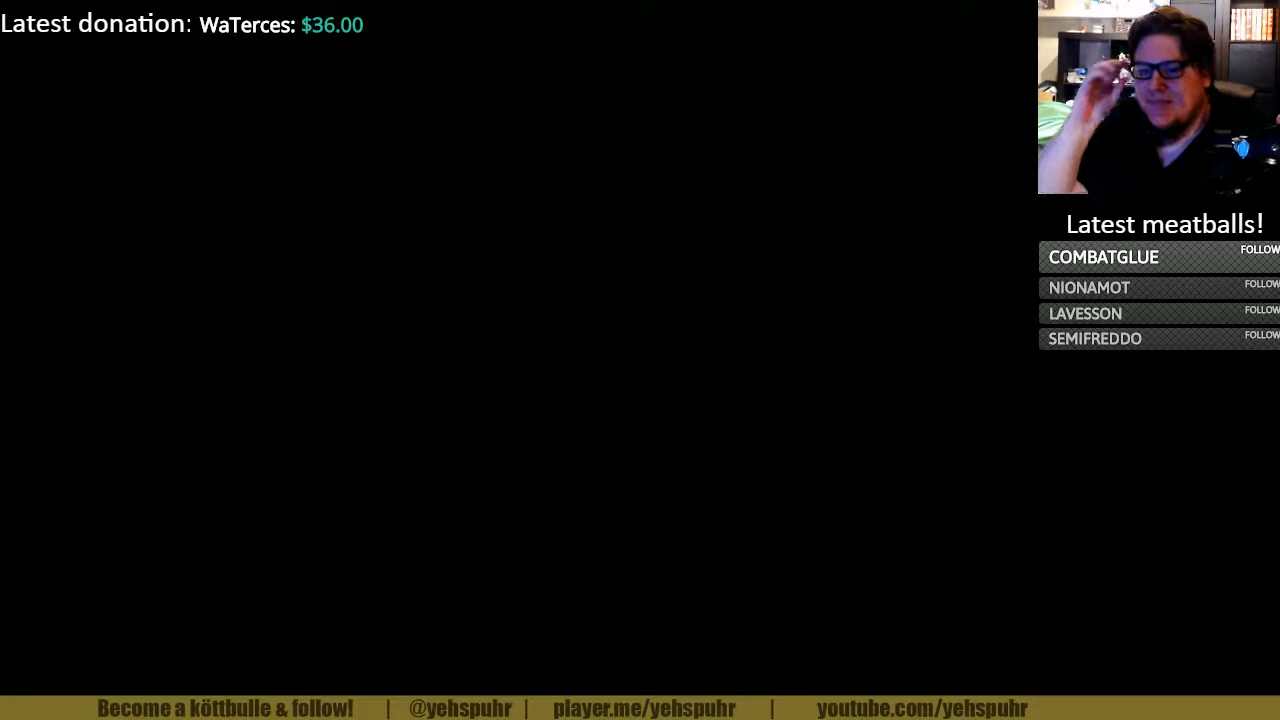 Latest donation: WaTerces: $36.00
Latest meatballs!
COMBATGLUE FOLLOW
NIONAMOT FOLLOW
LAVESSON FOLLOW
SEMIFREDDO FOLLOW
Become a köttbulle & follow! | @yehspuhr | player.me/yehspuhr | youtube.com/yehspuhr